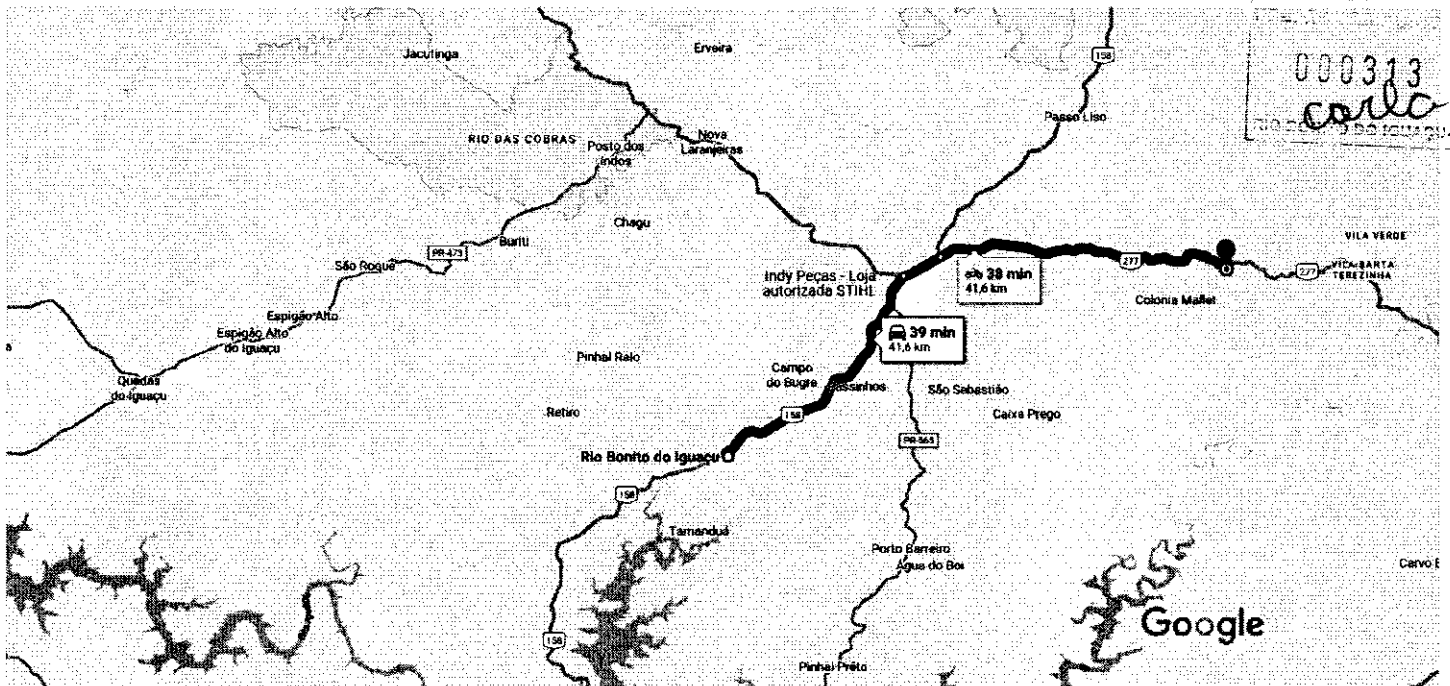 Jacutinga
Erveira
158
000313
carla
Passo Liso
RIO DAS COBRAS
Posto dos
Indos
Nova
Laranjeiras
Chagu
Buriti
PR-473
São Roque
Indy Peças - Loja
autorizada STIHL
38 min
41,6 km
277
VILA VERDE
277
VILA SANTA
TEREZINHA
Colonia Mallet
Espigão Alto
Espigão Alto
do Iguaçu
39 min
41,6 km
Pinhal Ralo
Campo
do Bugre
Passinhos
São Sebastião
Quedas
do Iguaçu
Retiro
158
Caixa Prego
PR-565
Rio Bonito do Iguaçu
158
Tamanduá
Porto Barreiro
Água do Boi
Google
158
Pinhal Preto